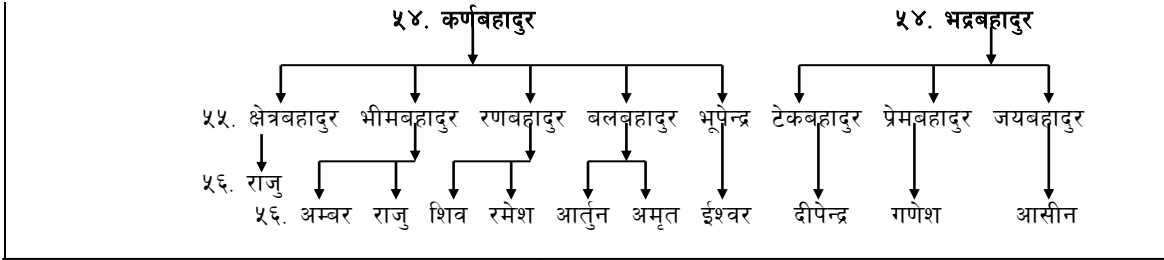 ५४. कर्णबहादुर ५४. भद्रबहादुर
५५. क्षेत्रबहादुर भीमबहादुर रणबहादुर बलबहादुर भूपेन्द्र टेकबहादुर प्रेमबहादुर जयबहादुर
५६. राजु
५६. अम्बर राजु शिव रमेश आर्तुन अमृत ईश्वर दीपेन्द्र गणेश आसीन